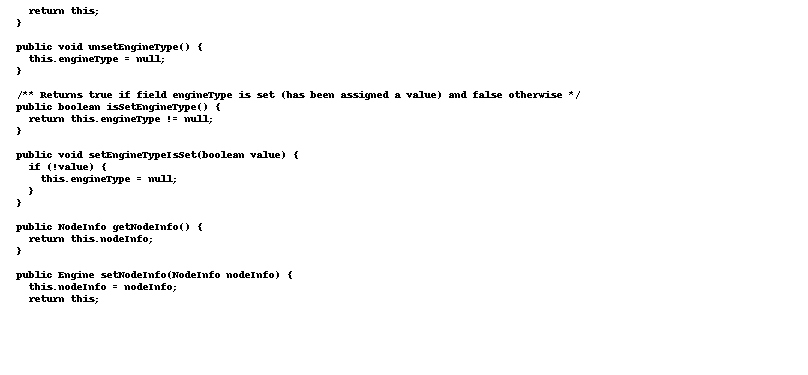 return this;
  }

  public void unsetEngineType() {
    this.engineType = null;
  }

  /** Returns true if field engineType is set (has been assigned a value) and false otherwise */
  public boolean isSetEngineType() {
    return this.engineType != null;
  }

  public void setEngineTypeIsSet(boolean value) {
    if (!value) {
      this.engineType = null;
    }
  }

  public NodeInfo getNodeInfo() {
    return this.nodeInfo;
  }

  public Engine setNodeInfo(NodeInfo nodeInfo) {
    this.nodeInfo = nodeInfo;
    return this;